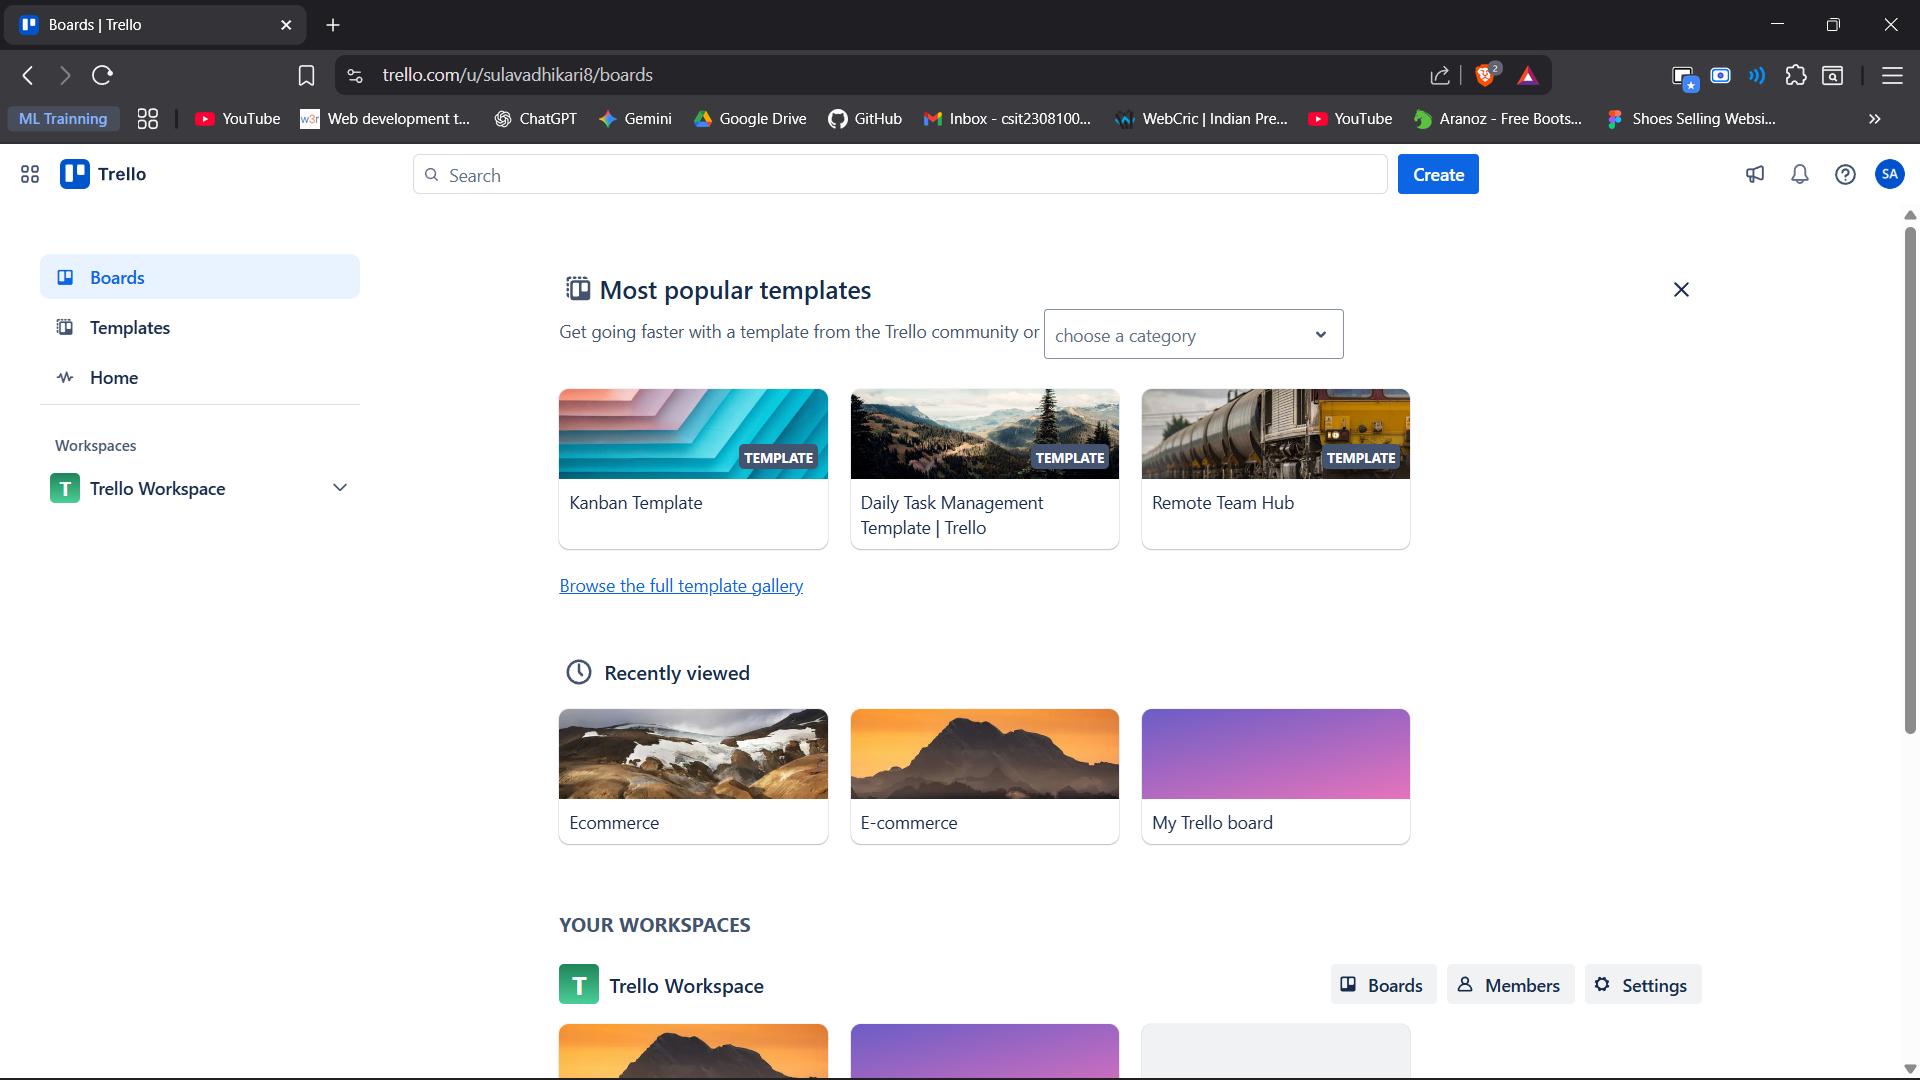 Boards | Trello
trello.com/u/sulavadhikari8/boards
2
ML Trainning
YouTube
w3r
Web development t...
ChatGPT
Gemini
Google Drive
GitHub
Inbox - csit2308100...
WebCric | Indian Pre...
YouTube
Aranoz - Free Boots...
Shoes Selling Websi...
Trello
Search
Create
SA
Boards
Templates
Home
Workspaces
T
Trello Workspace
Most popular templates
Get going faster with a template from the Trello community or
choose a category
TEMPLATE
TEMPLATE
TEMPLATE
Kanban Template
Daily Task Management
Template | Trello
Remote Team Hub
Browse the full template gallery
Recently viewed
Ecommerce
E-commerce
My Trello board
YOUR WORKSPACES
T
Trello Workspace
Boards
Members
Settings